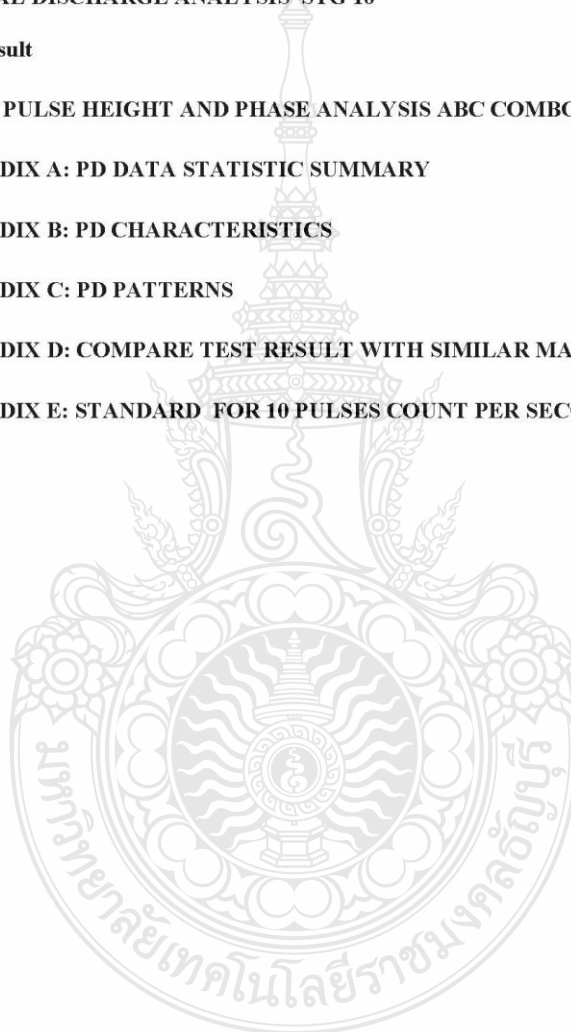 AL DISCHARGE ANALYSIS STG 10
sult
PULSE HEIGHT AND PHASE ANALYSIS ABC COMBO
DIX A: PD DATA STATISTIC SUMMARY
DIX B: PD CHARACTERISTICS
DIX C: PD PATTERNS
DIX D: COMPARE TEST RESULT WITH SIMILAR MA
DIX E: STANDARD FOR 10 PULSES COUNT PER SEC
มหาวิทยาลัยเทคโนโลยีราชมงคลธัญบุรี